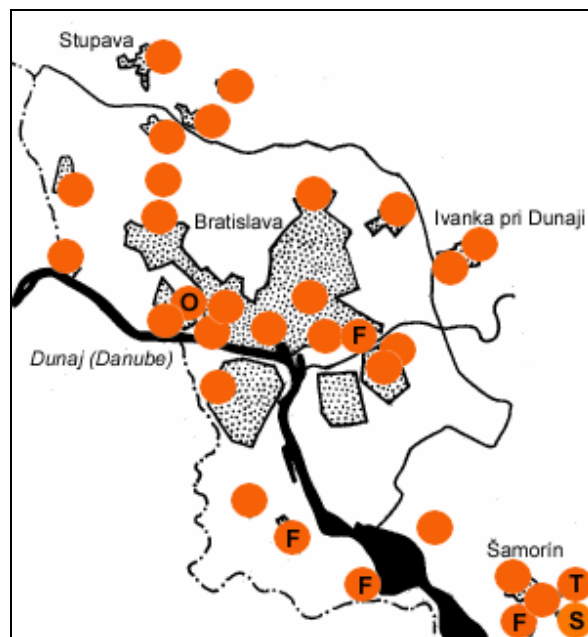 Stupava
Bratislava
Ivanka pri Dunaji
O
F
Dunaj (Danube)
F
F
Šamorín
T
F
S